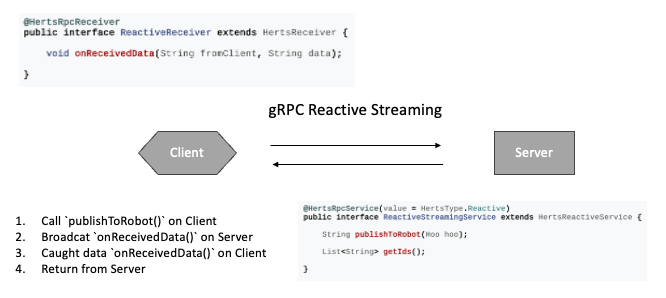 @HertsRpcReceiver
public interface ReactiveReceiver extends HertsReceiver {
void onReceivedData(String fromClient, String data);
}
gRPC Reactive Streaming
Client
Server
1. Call `publishToRobot()` on Client
2. Broadcat `onReceivedData()` on Server
3. Caught data `onReceivedData()` on Client
4. Return from Server
@HertsRpcService(value = HertsType.Reactive)
public interface ReactiveStreamingService extends HertsReactiveService {
String publishToRobot(Hoo hoo);
List<String> getIds();
}